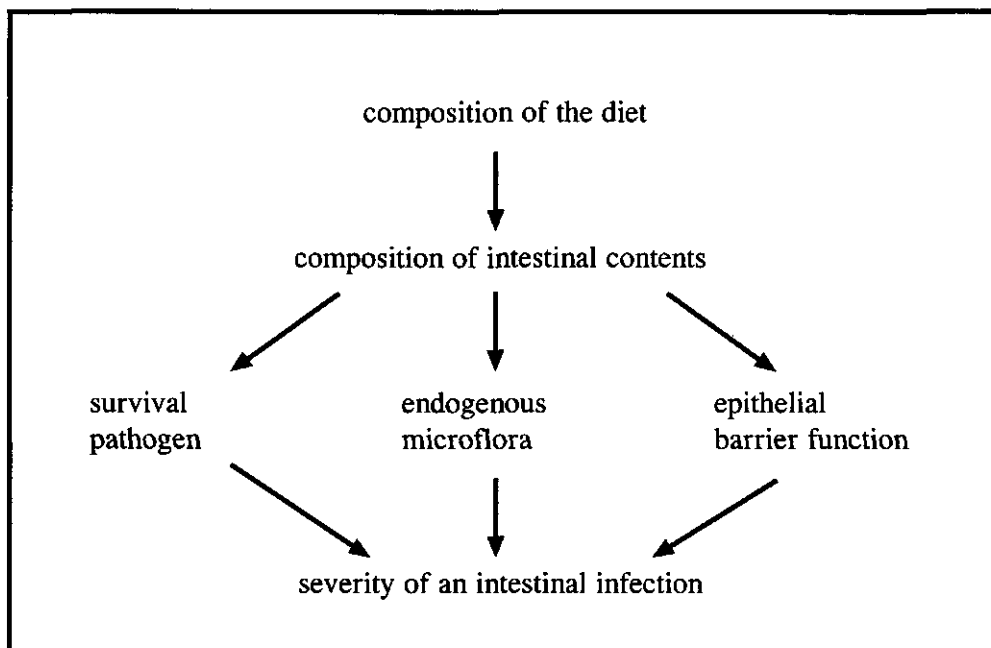 composition of the diet
composition of intestinal contents
survival
pathogen
endogenous
microflora
epithelial
barrier function
severity of an intestinal infection